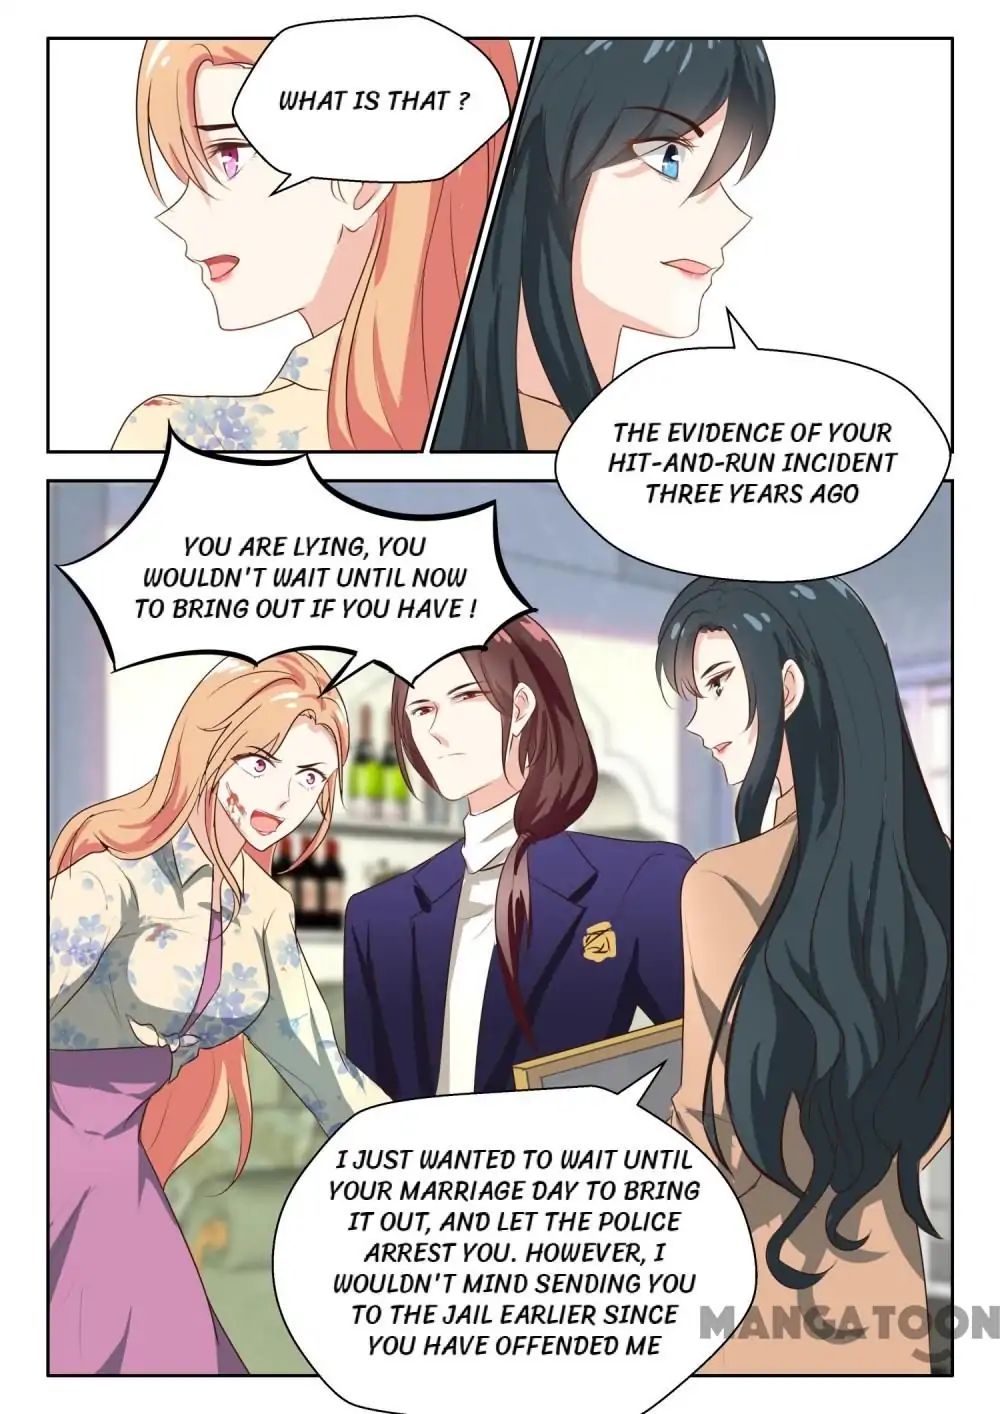 WHAT IS THAT ?
THE EVIDENCE OF YOUR
HIT-AND-RUN INCIDENT
THREE YEARS AGO
YOU ARE LYING, YOU
WOULDN'T WAIT UNTIL NOW
TO BRING OUT IF YOU HAVE !
I JUST WANTED TO WAIT UNTIL
YOUR MARRIAGE DAY TO BRING
IT OUT, AND LET THE POLICE
ARREST YOU. HOWEVER, I
WOULDN'T MIND SENDING YOU
TO THE JAIL EARLIER SINCE
YOU HAVE OFFENDED ME
MANGATOON